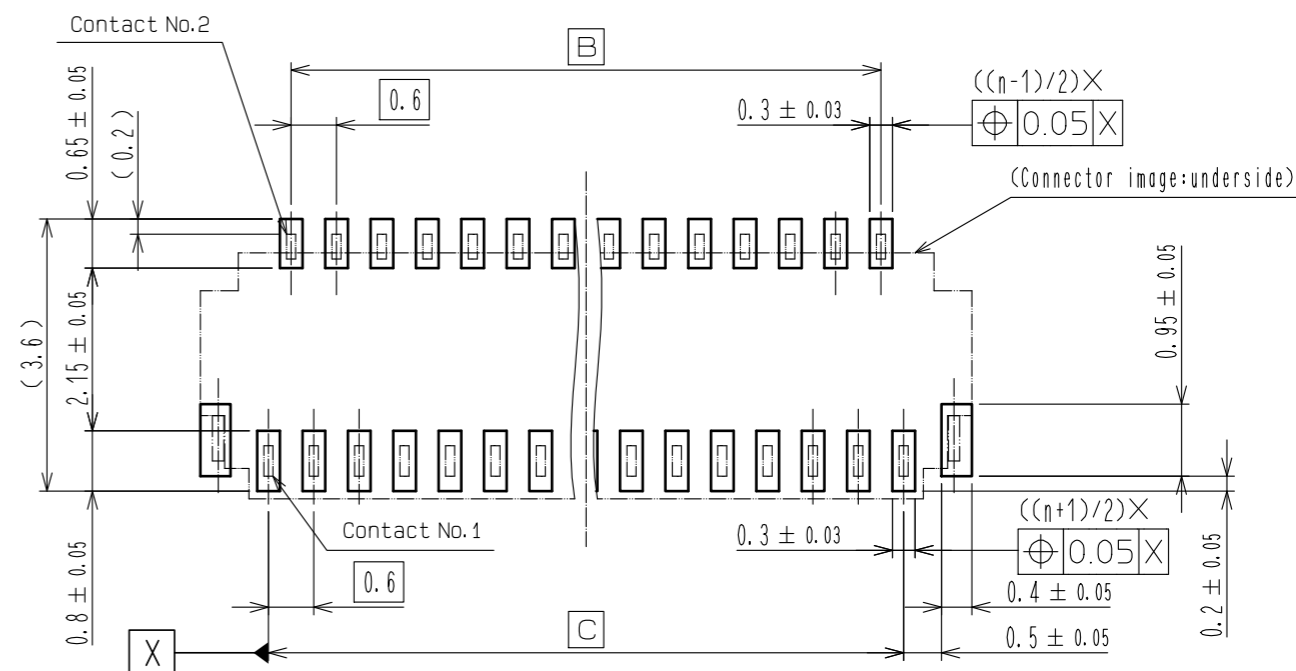 Contact No.2
B
0.6
0.3 ± 0.03
((n-1)/2)X
⌖ 0.05 X
(Connector image:underside)
0.65 ± 0.05
(0.2)
(3.6)
2.15 ± 0.05
0.95 ± 0.05
Contact No.1
0.3 ± 0.03
((n+1)/2)X
⌖ 0.05 X
0.8 ± 0.05
0.6
0.4 ± 0.05
0.2 ± 0.05
C
0.5 ± 0.05
X